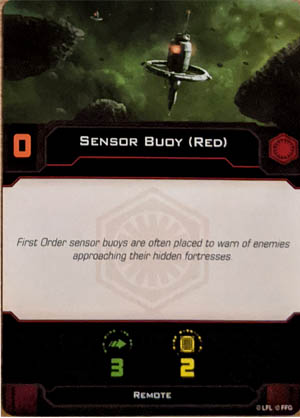 0
SENSOR BUOY (RED)
First Order sensor buoys are often placed to warn of enemies
approaching their hidden fortresses.
3
2
REMOTE
©LFL ©FFG